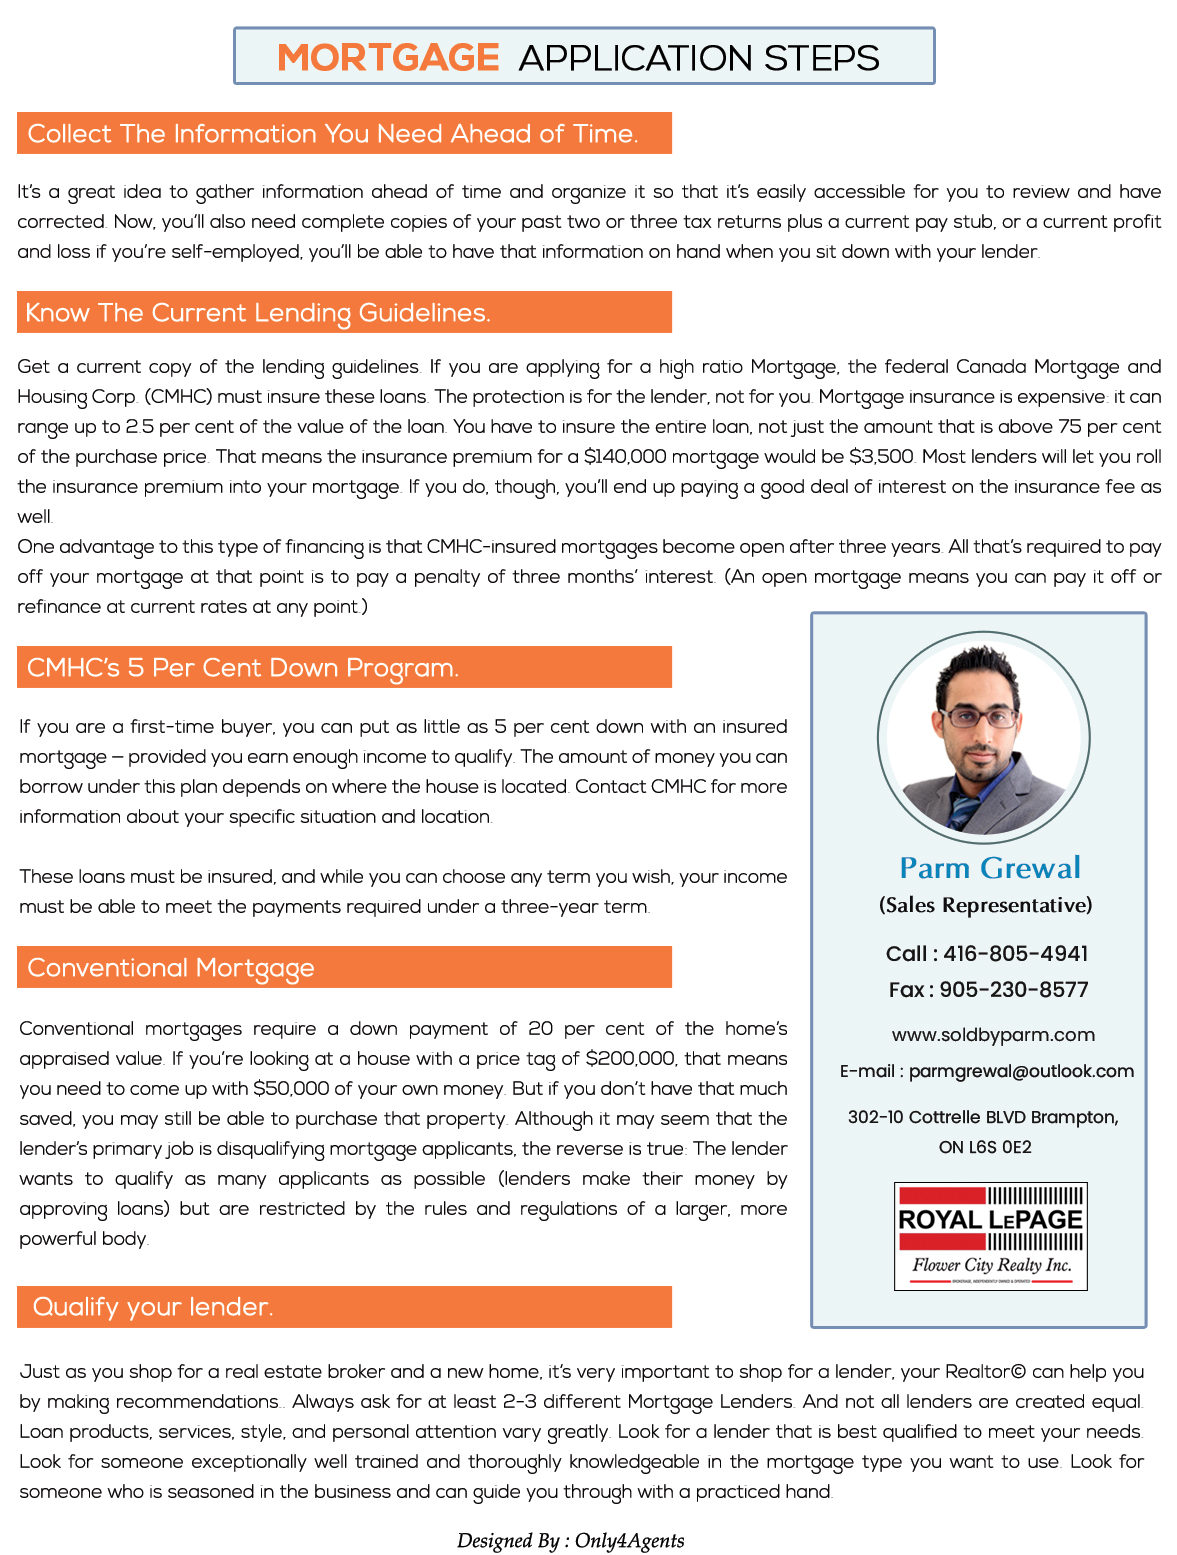 MORTGAGE APPLICATION STEPS
Collect The Information You Need Ahead of Time.
It's a great idea to gather information ahead of time and organize it so that it's easily accessible for you to review and have
corrected. Now, you'll also need complete copies of your past two or three tax returns plus a current pay stub, or a current profit
and loss if you're self-employed, you'll be able to have that information on hand when you sit down with your lender.
Know The Current Lending Guidelines.
Get a current copy of the lending guidelines. If you are applying for a high ratio Mortgage, the federal Canada Mortgage and
Housing Corp. (CMHC) must insure these loans. The protection is for the lender, not for you. Mortgage insurance is expensive: it can
range up to 2.5 per cent of the value of the loan. You have to insure the entire loan, not just the amount that is above 75 per cent
of the purchase price. That means the insurance premium for a $140,000 mortgage would be $3,500. Most lenders will let you roll
the insurance premium into your mortgage. If you do, though, you'll end up paying a good deal of interest on the insurance fee as
well.
One advantage to this type of financing is that CMHC-insured mortgages become open after three years. All that's required to pay
off your mortgage at that point is to pay a penalty of three months' interest. (An open mortgage means you can pay it off or
refinance at current rates at any point.)
CMHC's 5 Per Cent Down Program.
If you are a first-time buyer, you can put as little as 5 per cent down with an insured
mortgage — provided you earn enough income to qualify. The amount of money you can
borrow under this plan depends on where the house is located. Contact CMHC for more
information about your specific situation and location.
These loans must be insured, and while you can choose any term you wish, your income
must be able to meet the payments required under a three-year term.
Conventional Mortgage
Conventional mortgages require a down payment of 20 per cent of the home's
appraised value. If you're looking at a house with a price tag of $200,000, that means
you need to come up with $50,000 of your own money. But if you don't have that much
saved, you may still be able to purchase that property. Although it may seem that the
lender's primary job is disqualifying mortgage applicants, the reverse is true: The lender
wants to qualify as many applicants as possible (lenders make their money by
approving loans) but are restricted by the rules and regulations of a larger, more
powerful body.
Parm Grewal
(Sales Representative)
Call : 416-805-4941
Fax : 905-230-8577
www.soldbyparm.com
E-mail : parmgrewal@outlook.com
302-10 Cottrelle BLVD Brampton,
ON L6S 0E2
ROYAL LEPAGE
Flower City Realty Inc.
BROKERAGE, INDEPENDENTLY OWNED & OPERATED
Qualify your lender.
Just as you shop for a real estate broker and a new home, it's very important to shop for a lender, your Realtor© can help you
by making recommendations.. Always ask for at least 2-3 different Mortgage Lenders. And not all lenders are created equal.
Loan products, services, style, and personal attention vary greatly. Look for a lender that is best qualified to meet your needs.
Look for someone exceptionally well trained and thoroughly knowledgeable in the mortgage type you want to use. Look for
someone who is seasoned in the business and can guide you through with a practiced hand.
Designed By : Only4Agents